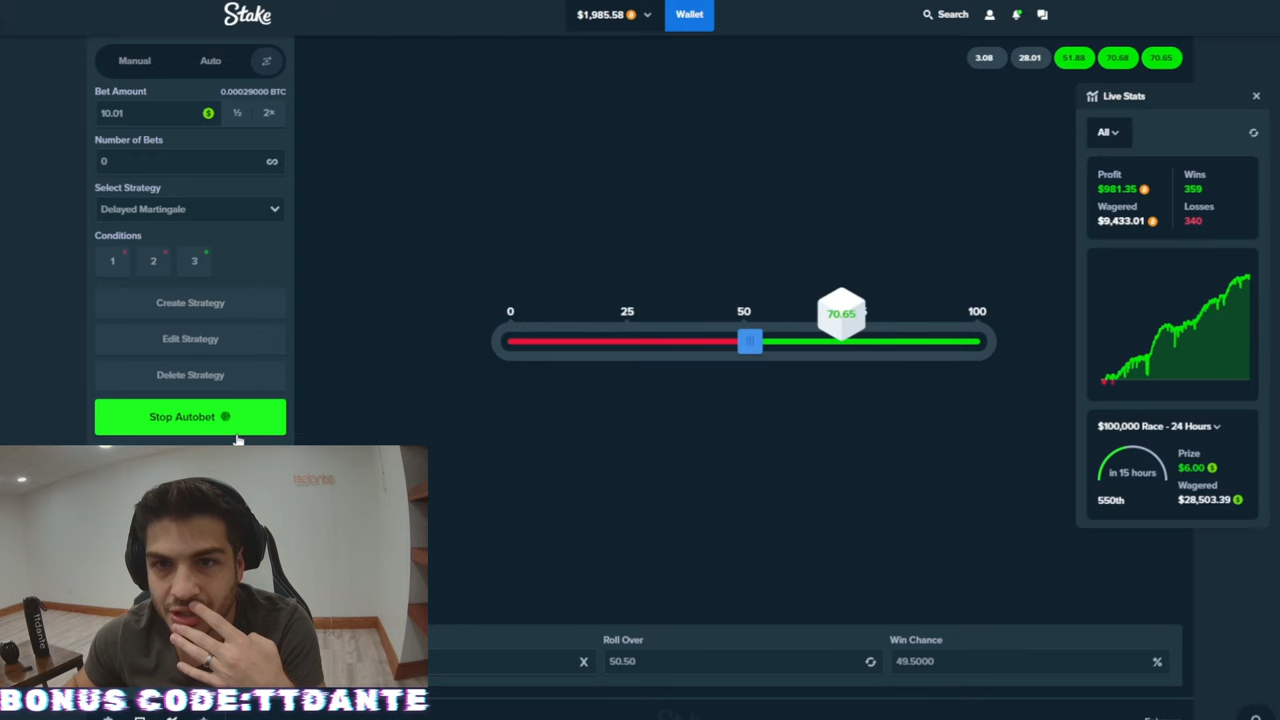 Stake
$1,985.58
Wallet
Search
Manual
Auto
3.08
28.01
51.88
70.68
70.65
Bet Amount
0.00029000 BTC
10.01
½
2×
Number of Bets
0
Select Strategy
Delayed Martingale
Conditions
1
2
3
Create Strategy
Edit Strategy
Delete Strategy
Stop Autobet
0
25
50
100
70.65
Live Stats
All
Profit
Wins
$981.35
359
Wagered
Losses
$9,433.01
340
$100,000 Race - 24 Hours
in 15 hours
Prize
$6.00
Wagered
550th
$28,503.39
ttdante
ttdante
Roll Over
Win Chance
50.50
49.5000
%
BONUS CODE:TTDANTE